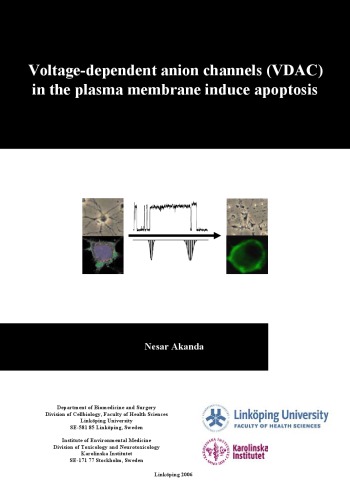 Voltage-dependent anion channels (VDAC)
in the plasma membrane induce apoptosis
Nesar Akanda
Department of Biomedicine and Surgery
Division of Cellbiology, Faculty of Health Sciences
Linköping University
SE-581 85 Linköping, Sweden
Institute of Environmental Medicine
Division of Toxicology and Neurotoxicology
Karolinska Institutet
SE-171 77 Stockholm, Sweden
Linköping University
FACULTY OF HEALTH SCIENCES
Karolinska
Institutet
Linköping 2006